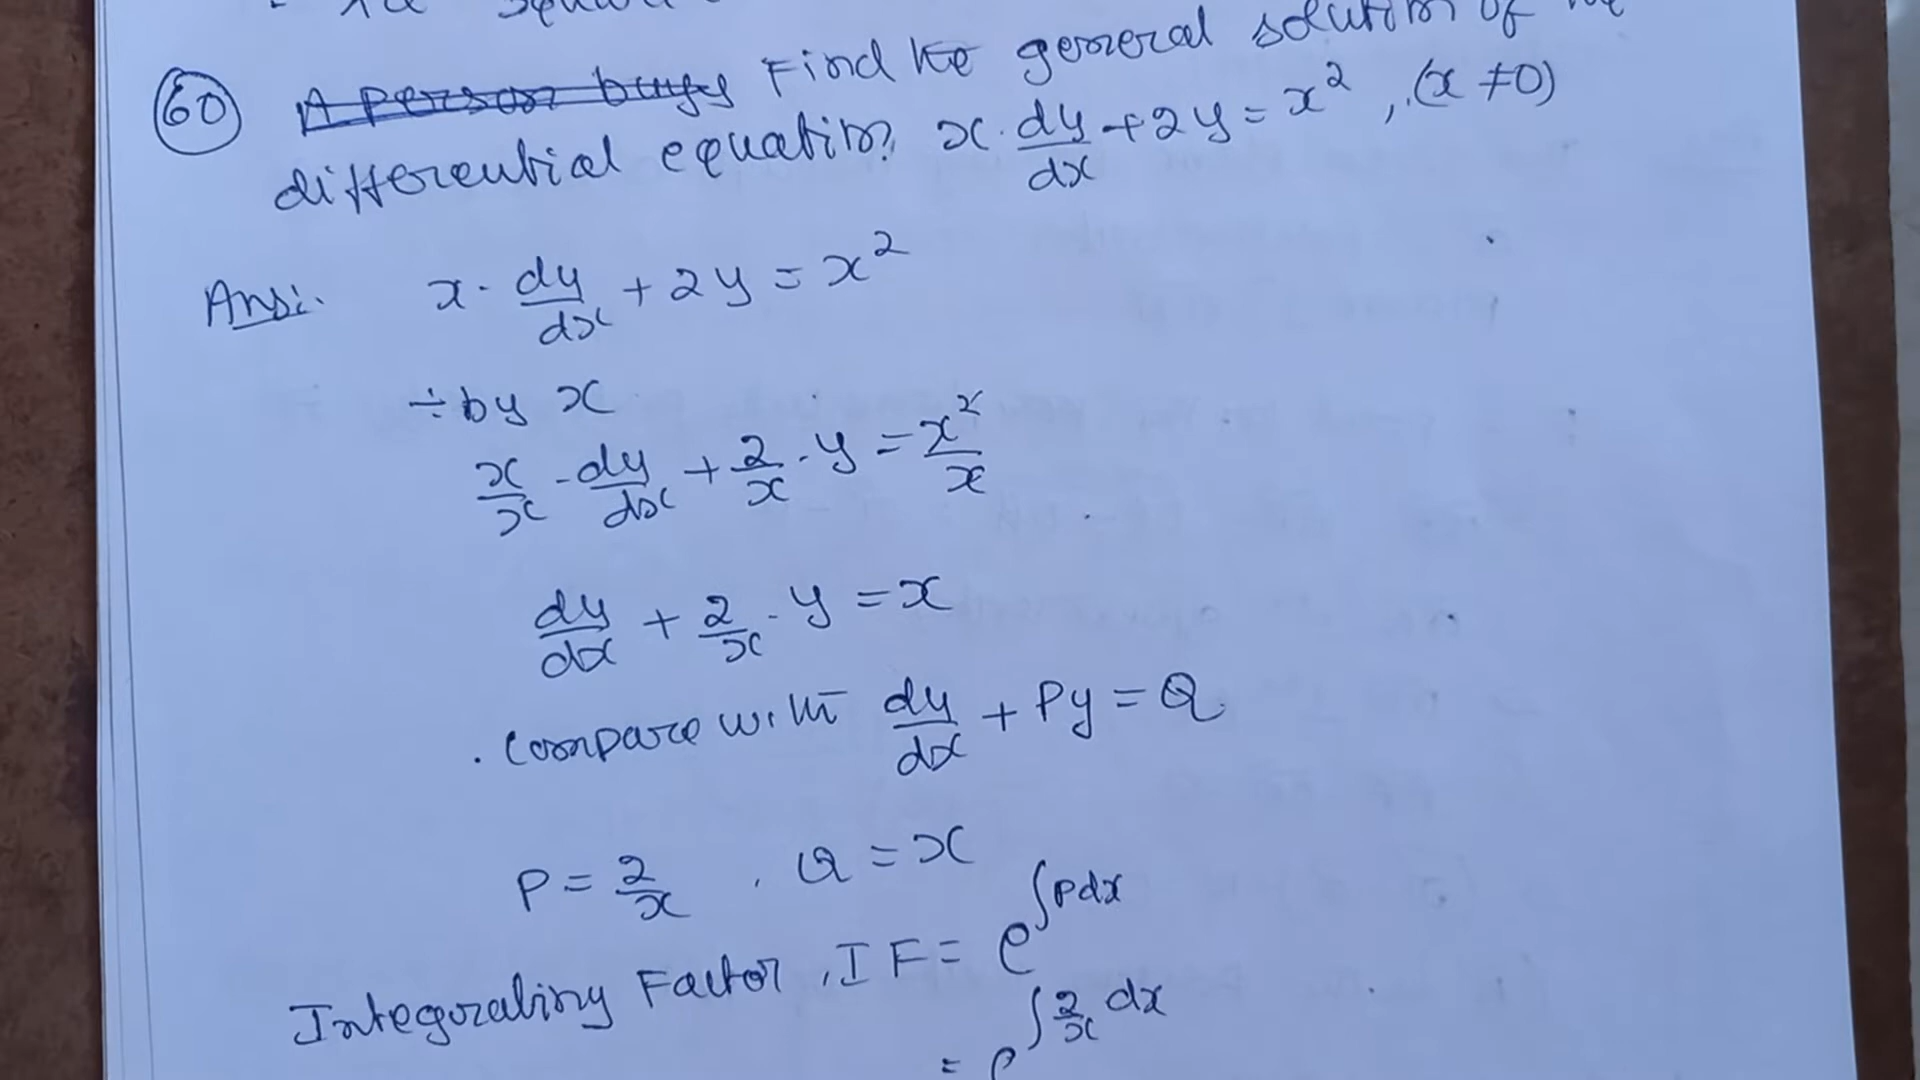 60 A person buys Find the general solution of
differential equation. x·dy/dx + 2y = x², (x ≠ 0)
Ans:. x·dy/dx + 2y = x²
÷ by x
x/x · dy/dx + 2/x · y = x²/x
dy/dx + 2/x · y = x
. Compare with dy/dx + Py = Q
P = 2/x , Q = x
Integrating Factor, IF = e^∫Pdx
= e^∫2/x dx